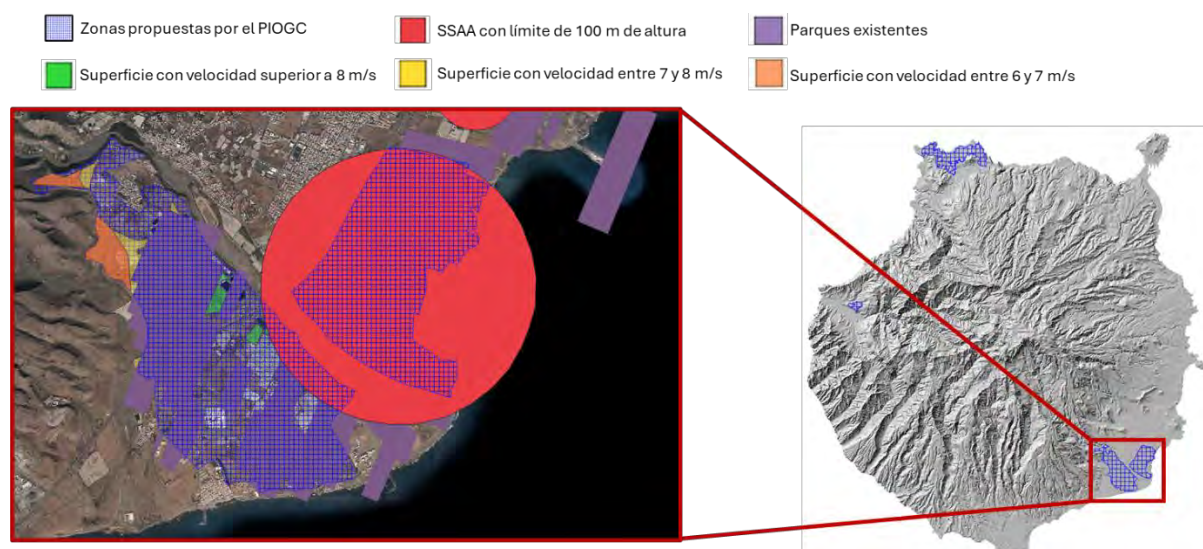 Zonas propuestas por el PIOGC
SSAA con límite de 100 m de altura
Parques existentes
Superficie con velocidad superior a 8 m/s
Superficie con velocidad entre 7 y 8 m/s
Superficie con velocidad entre 6 y 7 m/s